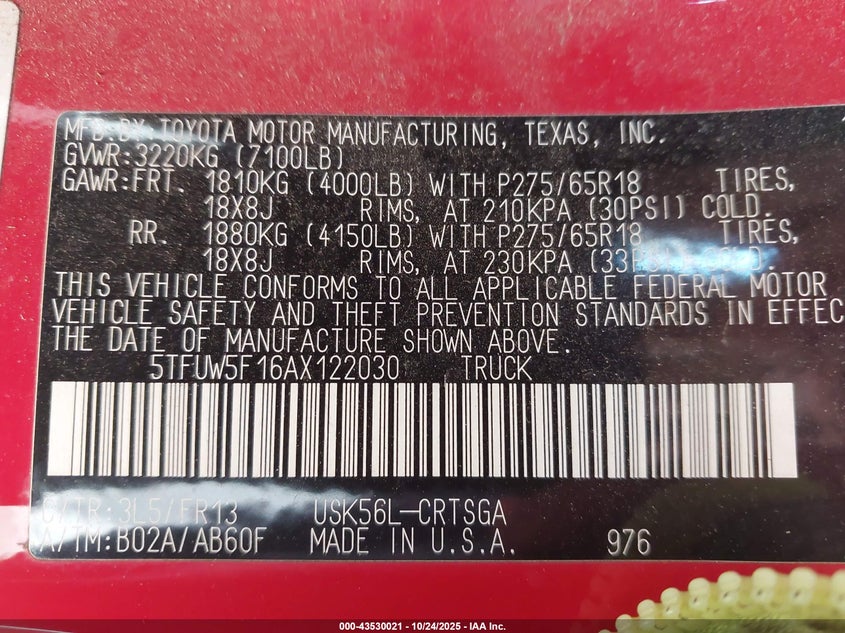 MFD.BY TOYOTA MOTOR MANUFACTURING, TEXAS, INC.
GVWR:3220KG (7100LB)
GAWR:FRT. 1810KG (4000LB) WITH P275/65R18 TIRES,
18X8J RIMS, AT 210KPA (30PSI) COLD.
RR. 1880KG (4150LB) WITH P275/65R18 TIRES,
18X8J RIMS, AT 230KPA (33PSI) COLD.
THIS VEHICLE CONFORMS TO ALL APPLICABLE FEDERAL MOTOR
VEHICLE SAFETY AND THEFT PREVENTION STANDARDS IN EFFEC
THE DATE OF MANUFACTURE SHOWN ABOVE.
5TFUW5F16AX122030 TRUCK
C/TR:3L5/FR13 USK56L-CRTSGA
A/TM:B02A/AB60F MADE IN U.S.A. 976
000-43530021 - 10/24/2025 - IAA Inc.